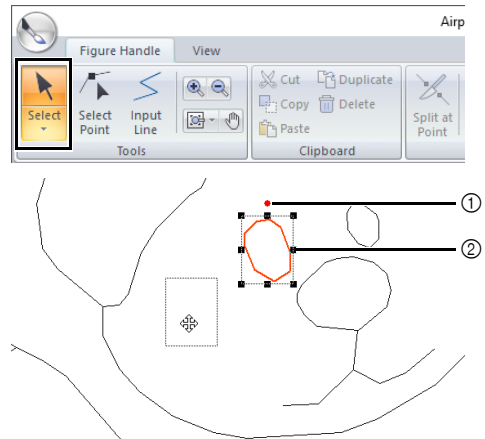 Airp
Figure Handle View
Select
Select Point
Input Line
Cut Duplicate
Copy Delete
Paste
Split at Point
Tools Clipboard
①
②